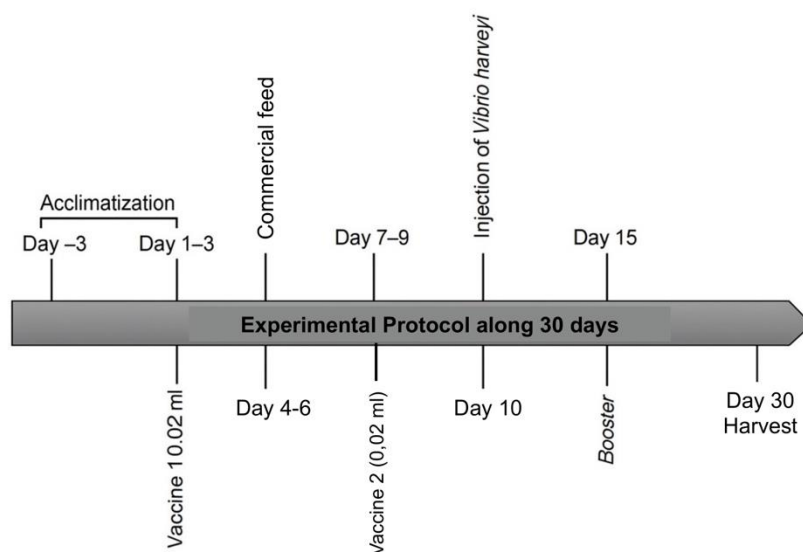 Acclimatization
Day –3
Day 1–3
Commercial feed
Day 7–9
Injection of Vibrio harveyi
Day 15
Experimental Protocol along 30 days
Vaccine 1 0.02 ml
Day 4-6
Vaccine 2 (0,02 ml)
Day 10
Booster
Day 30
Harvest